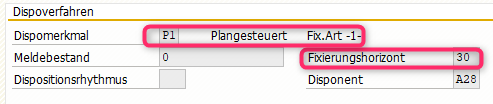 Dispoverfahren
Dispomerkmal P1 Plangesteuert Fix.Art -1-
Meldebestand 0 Fixierungshorizont 30
Dispositionsrhythmus Disponent A28